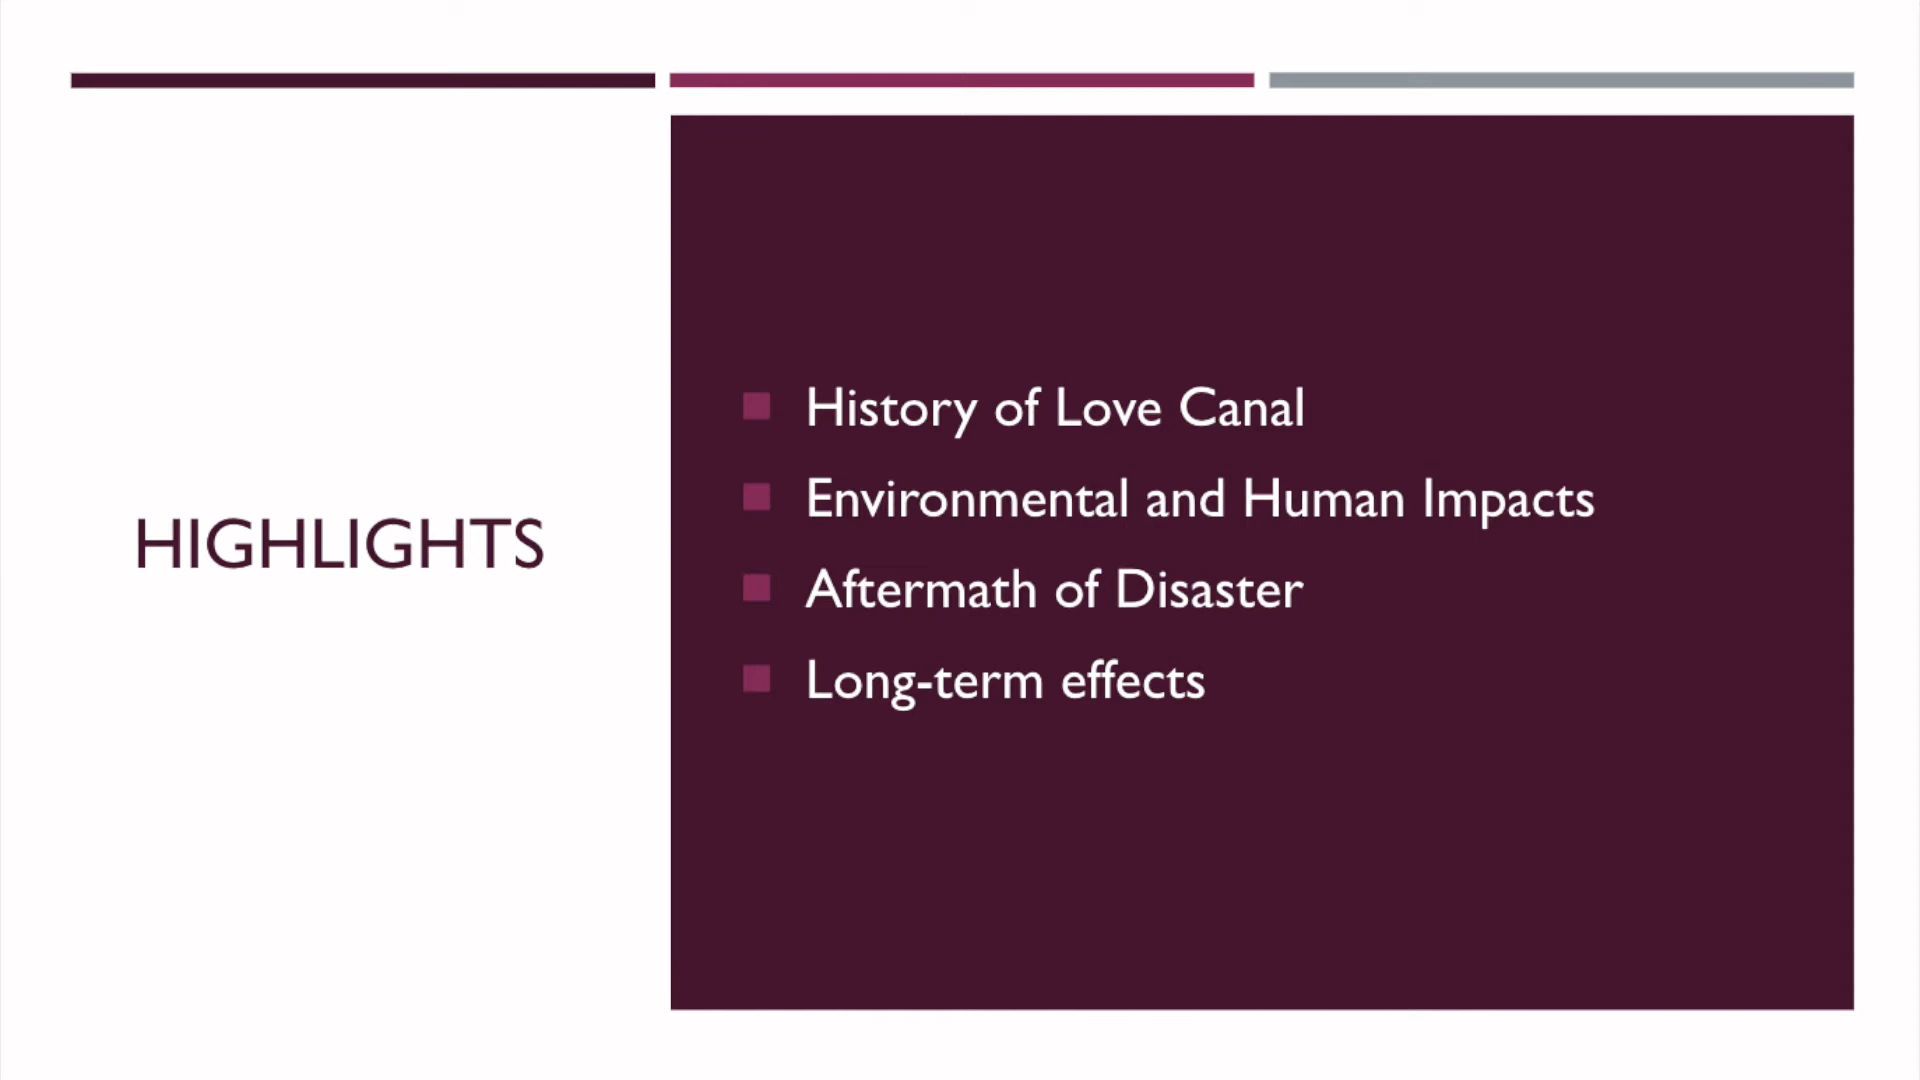 HIGHLIGHTS
History of Love Canal
Environmental and Human Impacts
Aftermath of Disaster
Long-term effects